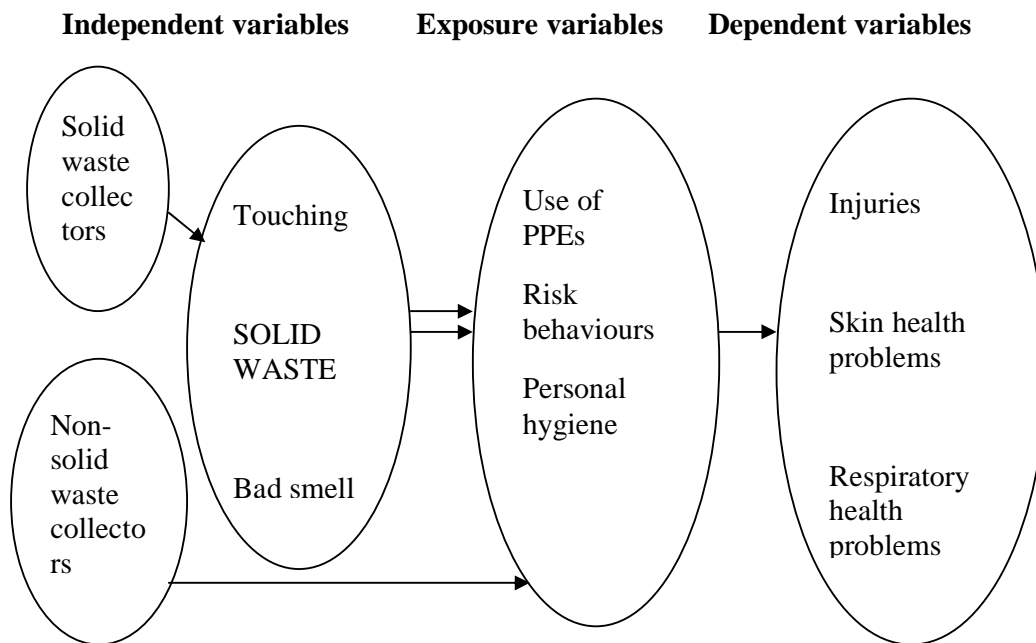 Independent variables
Exposure variables
Dependent variables
Solid
waste
collec
tors
Non-
solid
waste
collecto
rs
Touching
SOLID
WASTE
Bad smell
Use of
PPEs
Risk
behaviours
Personal
hygiene
Injuries
Skin health
problems
Respiratory
health
problems